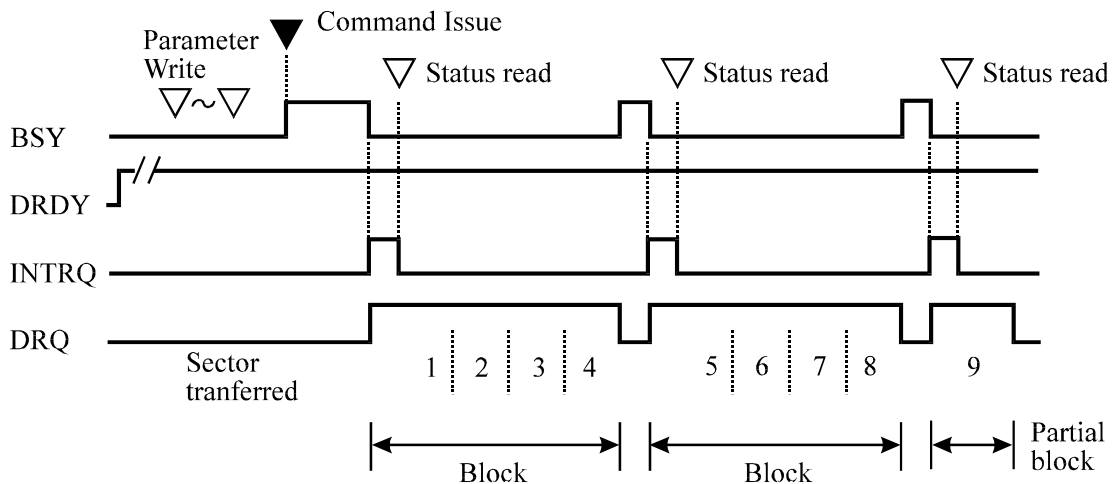 Command Issue
Parameter
Write
Status read
Status read
Status read
BSY
DRDY
INTRQ
DRQ
Sector
tranferred
1 2 3 4
5 6 7 8
9
Block
Block
Partial
block